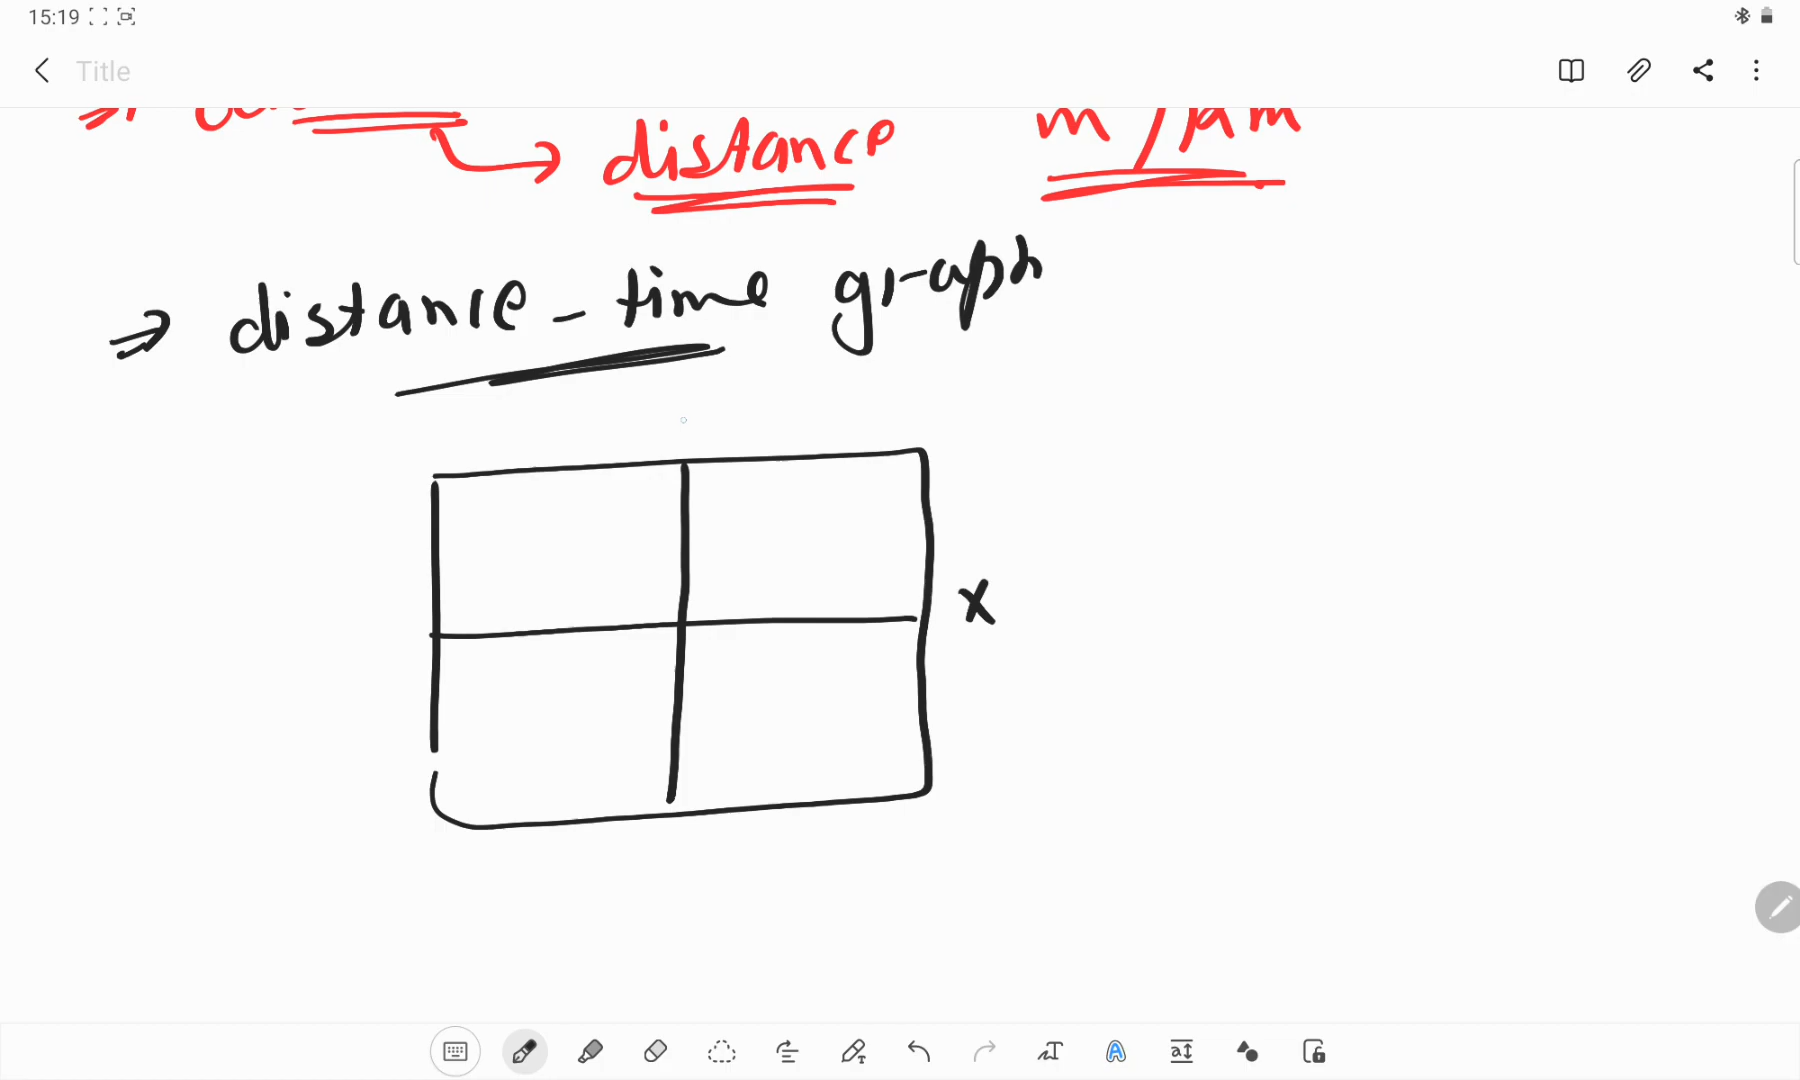 15:19
Title
⇒ → distance m/km
⇒ distance - time graph
x